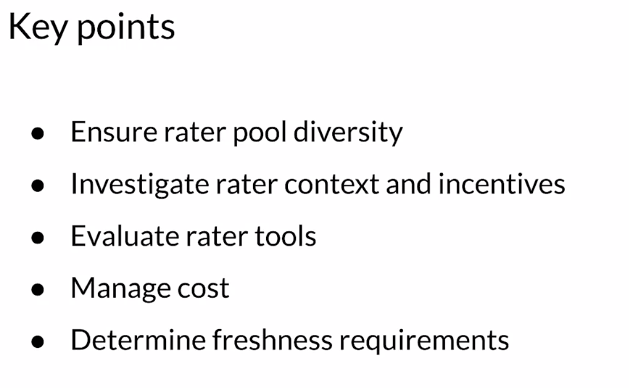 Key points
● Ensure rater pool diversity
● Investigate rater context and incentives
● Evaluate rater tools
● Manage cost
● Determine freshness requirements